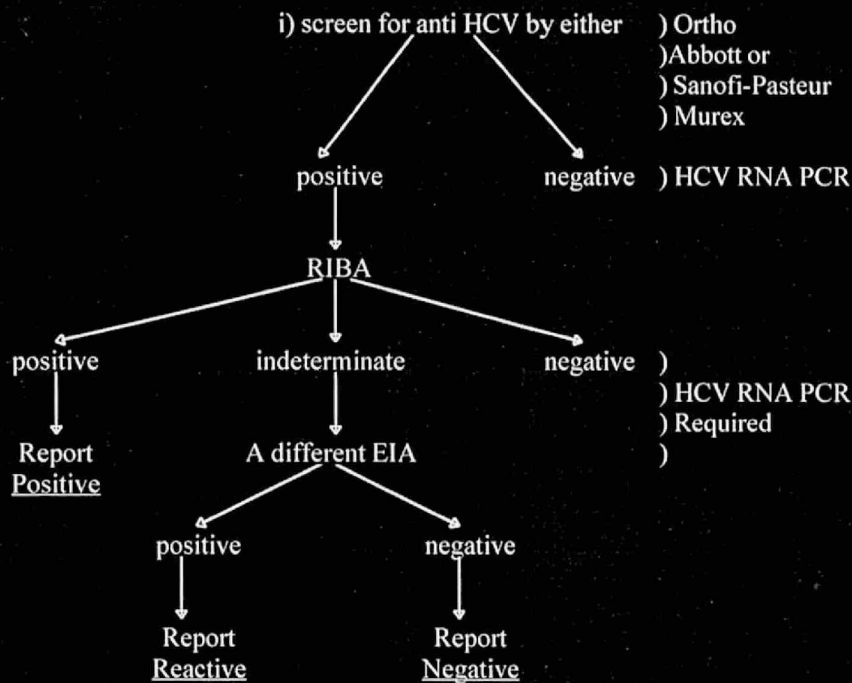 i) screen for anti HCV by either ) Ortho
)Abbott or
) Sanofi-Pasteur
) Murex
positive negative ) HCV RNA PCR
RIBA
positive indeterminate negative )
) HCV RNA PCR
) Required
Report A different EIA )
Positive
positive negative
Report Report
Reactive Negative